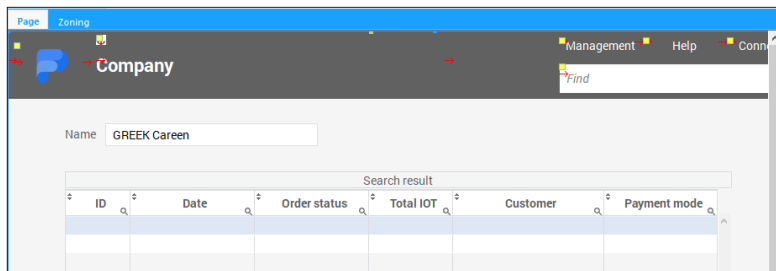 Page Zoning
Management Help Conne
Company
Find
Name GREEK Careen
Search result
ID Date Order status Total IOT Customer Payment mode